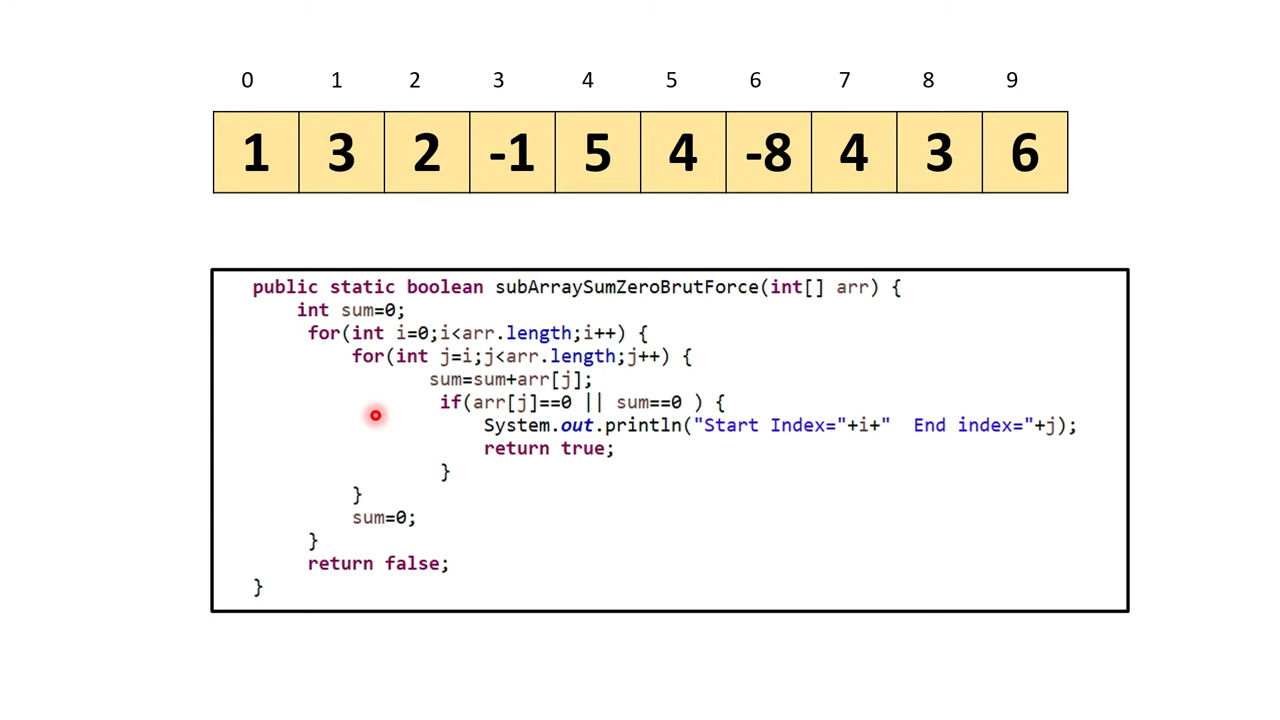 0 1 2 3 4 5 6 7 8 9
1 3 2 -1 5 4 -8 4 3 6
public static boolean subArraySumZeroBrutForce(int[] arr) {
int sum=0;
for(int i=0;i<arr.length;i++) {
for(int j=i;j<arr.length;j++) {
sum=sum+arr[j];
if(arr[j]==0 || sum==0 ) {
System.out.println("Start Index="+i+"  End index="+j);
return true;
}
}
sum=0;
}
return false;
}